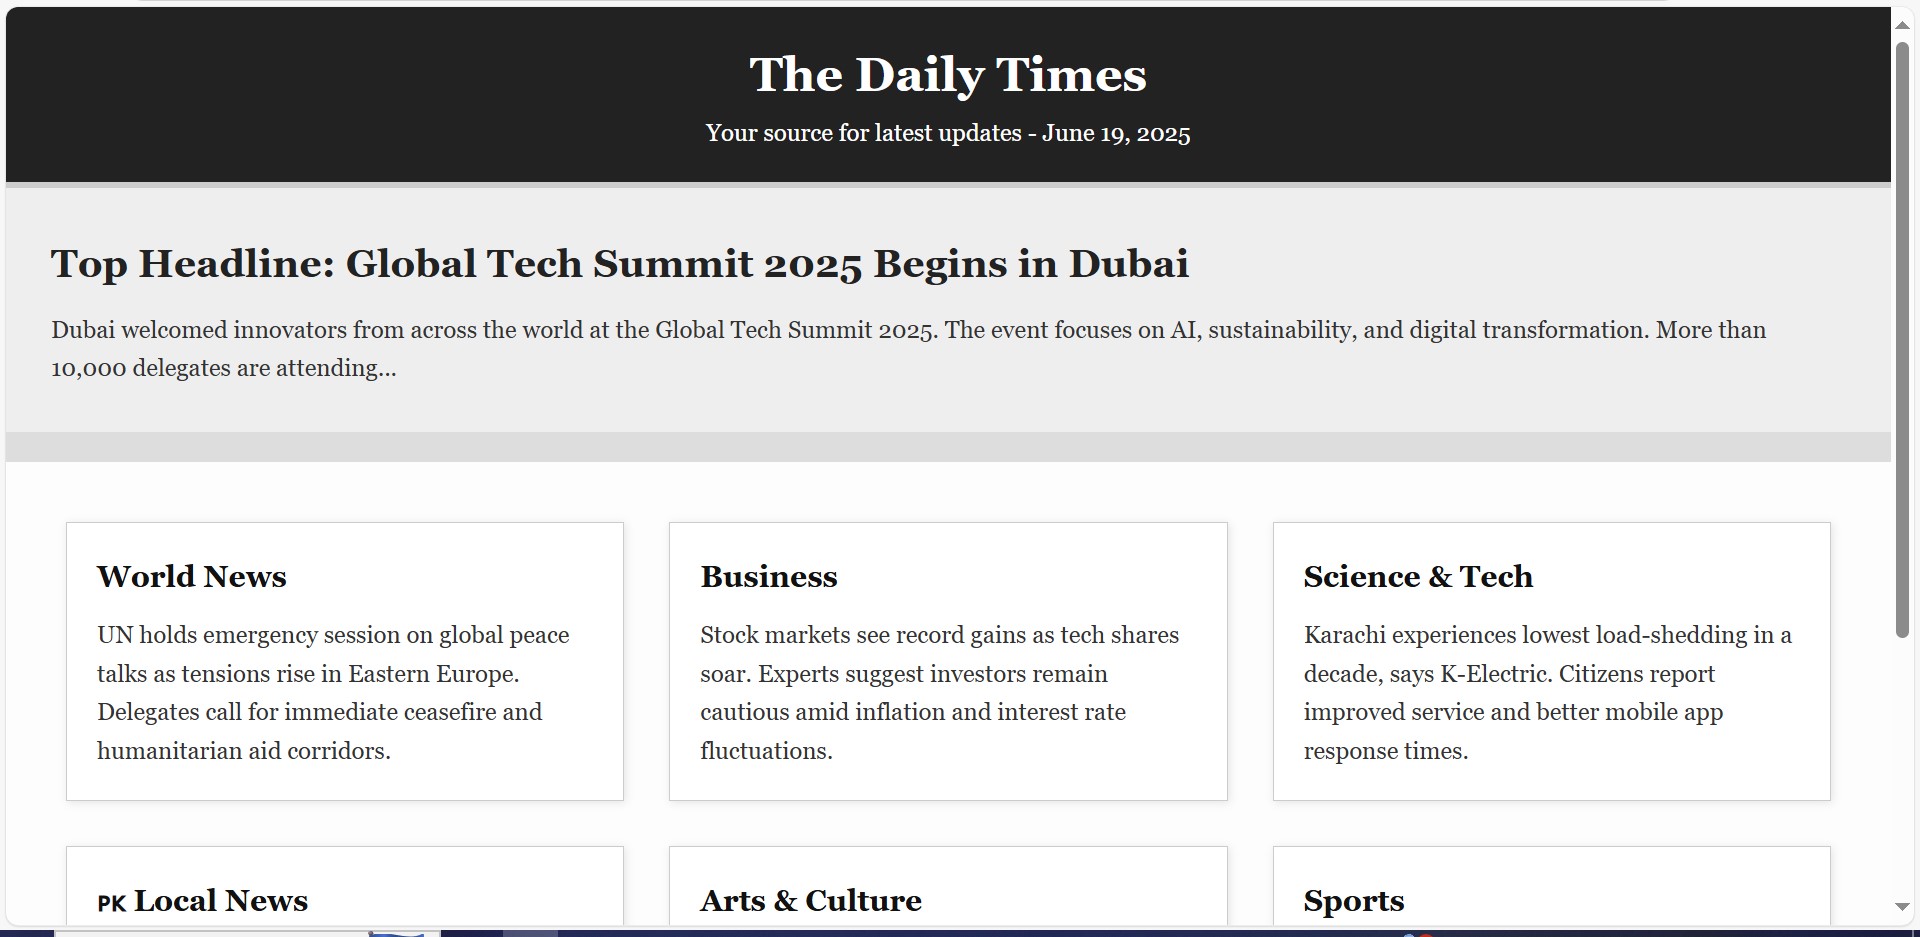 The Daily Times
Your source for latest updates - June 19, 2025
Top Headline: Global Tech Summit 2025 Begins in Dubai
Dubai welcomed innovators from across the world at the Global Tech Summit 2025. The event focuses on AI, sustainability, and digital transformation. More than
10,000 delegates are attending...
World News
UN holds emergency session on global peace
talks as tensions rise in Eastern Europe.
Delegates call for immediate ceasefire and
humanitarian aid corridors.
Business
Stock markets see record gains as tech shares
soar. Experts suggest investors remain
cautious amid inflation and interest rate
fluctuations.
Science & Tech
Karachi experiences lowest load-shedding in a
decade, says K-Electric. Citizens report
improved service and better mobile app
response times.
PK Local News
Arts & Culture
Sports